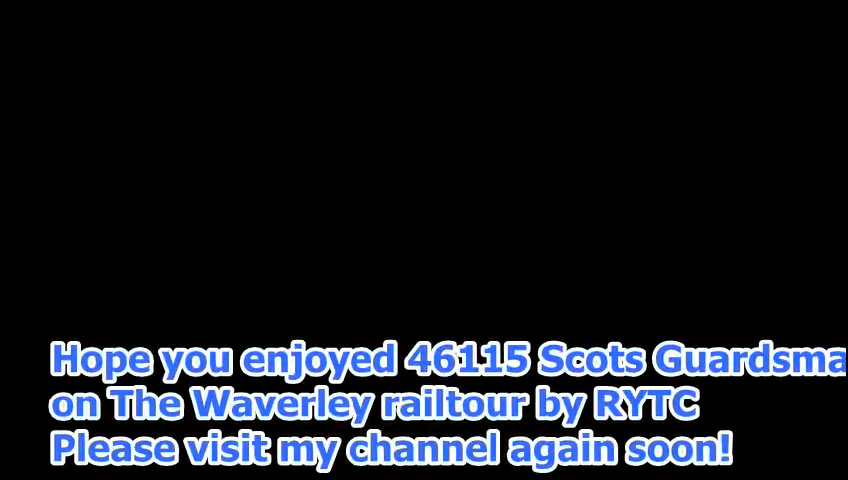 Hope you enjoyed 46115 Scots Guardsma
on The Waverley railtour by RYTC
Please visit my channel again soon!